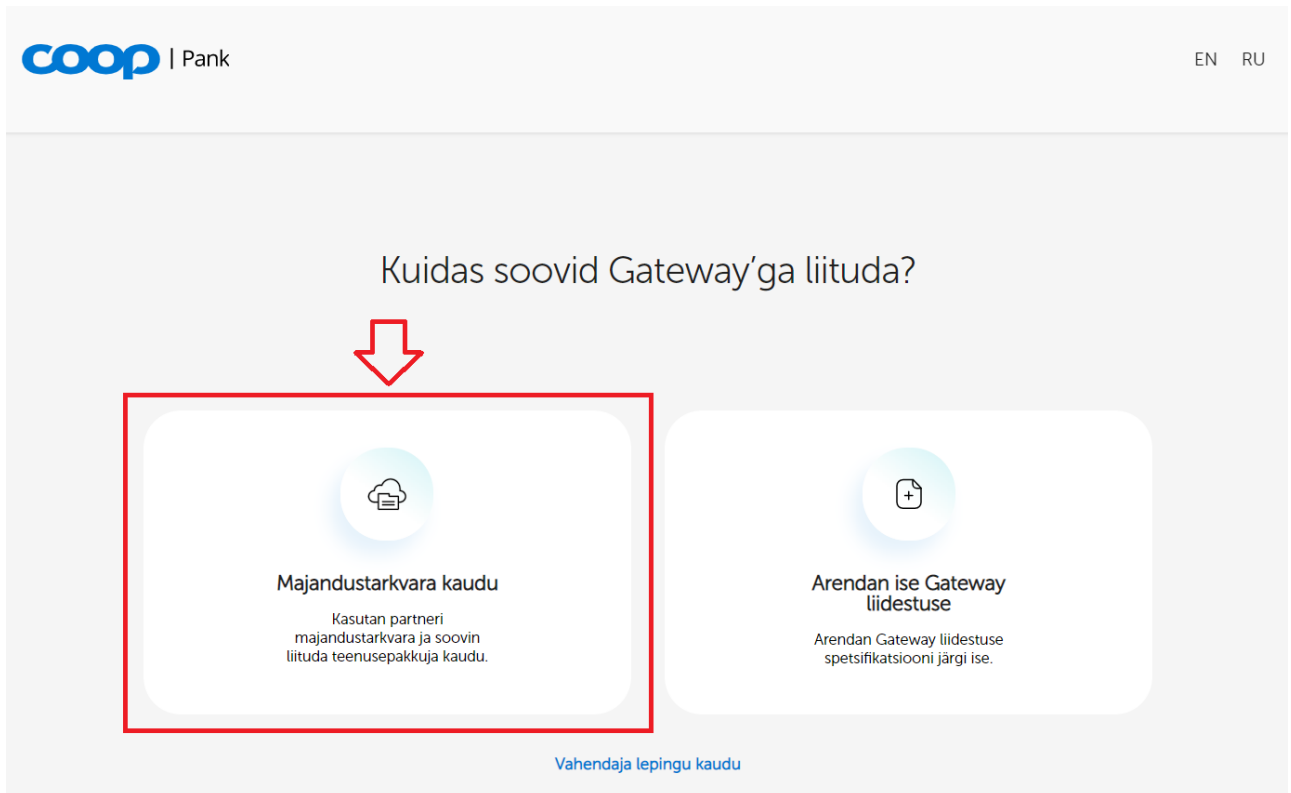 coop | Pank
EN RU
Kuidas soovid Gateway’ga liituda?
Majandustarkvara kaudu
Kasutan partneri
majandustarkvara ja soovin
liituda teenusepakkuja kaudu.
Arendan ise Gateway
liidestuse
Arendan Gateway liidestuse
spetsifikatsiooni järgi ise.
Vahendaja lepingu kaudu